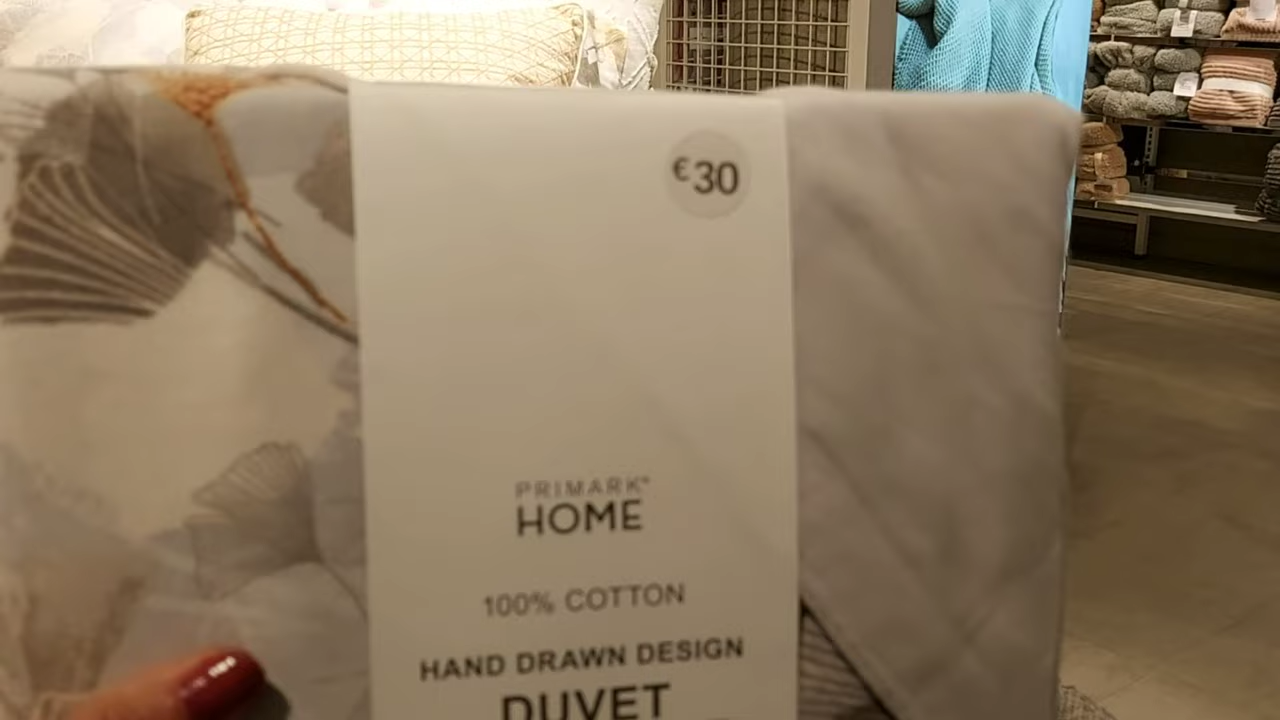 €30
PRIMARK®
HOME
100% COTTON
HAND DRAWN DESIGN
DUVET